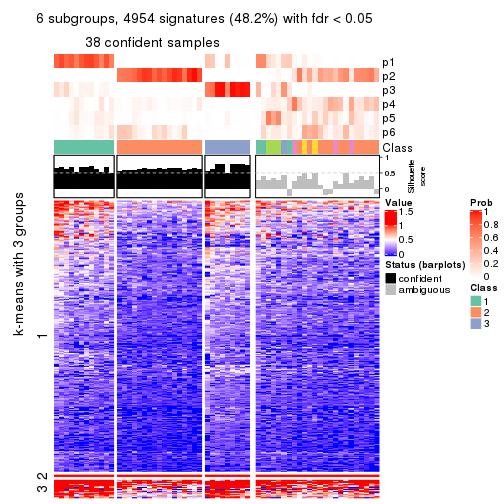 6 subgroups, 4954 signatures (48.2%) with fdr < 0.05
38 confident samples
p1
p2
p3
p4
p5
p6
Class
1
0.5
0
Silhouette
score
k-means with 3 groups
1
2
3
Value
1.5
1
0.5
0
Status (barplots)
confident
ambiguous
Prob
1
0.8
0.6
0.4
0.2
0
Class
1
2
3